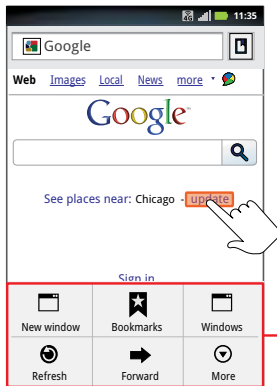 11:35
Google
Web Images Local News more
Google
See places near: Chicago - update
Sign in
New window Bookmarks Windows
Refresh Forward More